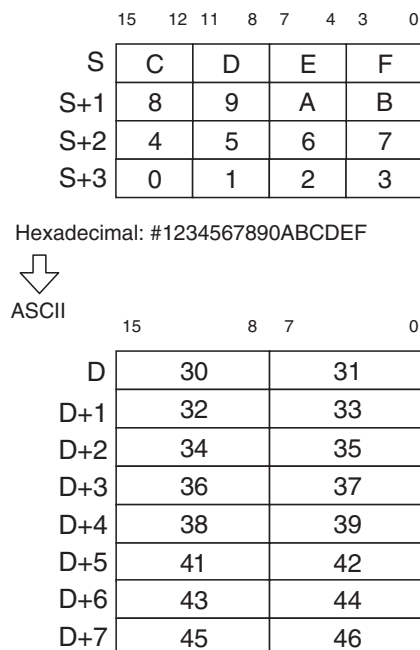 15 12 11 8 7 4 3 0
S C D E F
S+1 8 9 A B
S+2 4 5 6 7
S+3 0 1 2 3
Hexadecimal: #1234567890ABCDEF
ASCII
15 8 7 0
D 30 31
D+1 32 33
D+2 34 35
D+3 36 37
D+4 38 39
D+5 41 42
D+6 43 44
D+7 45 46